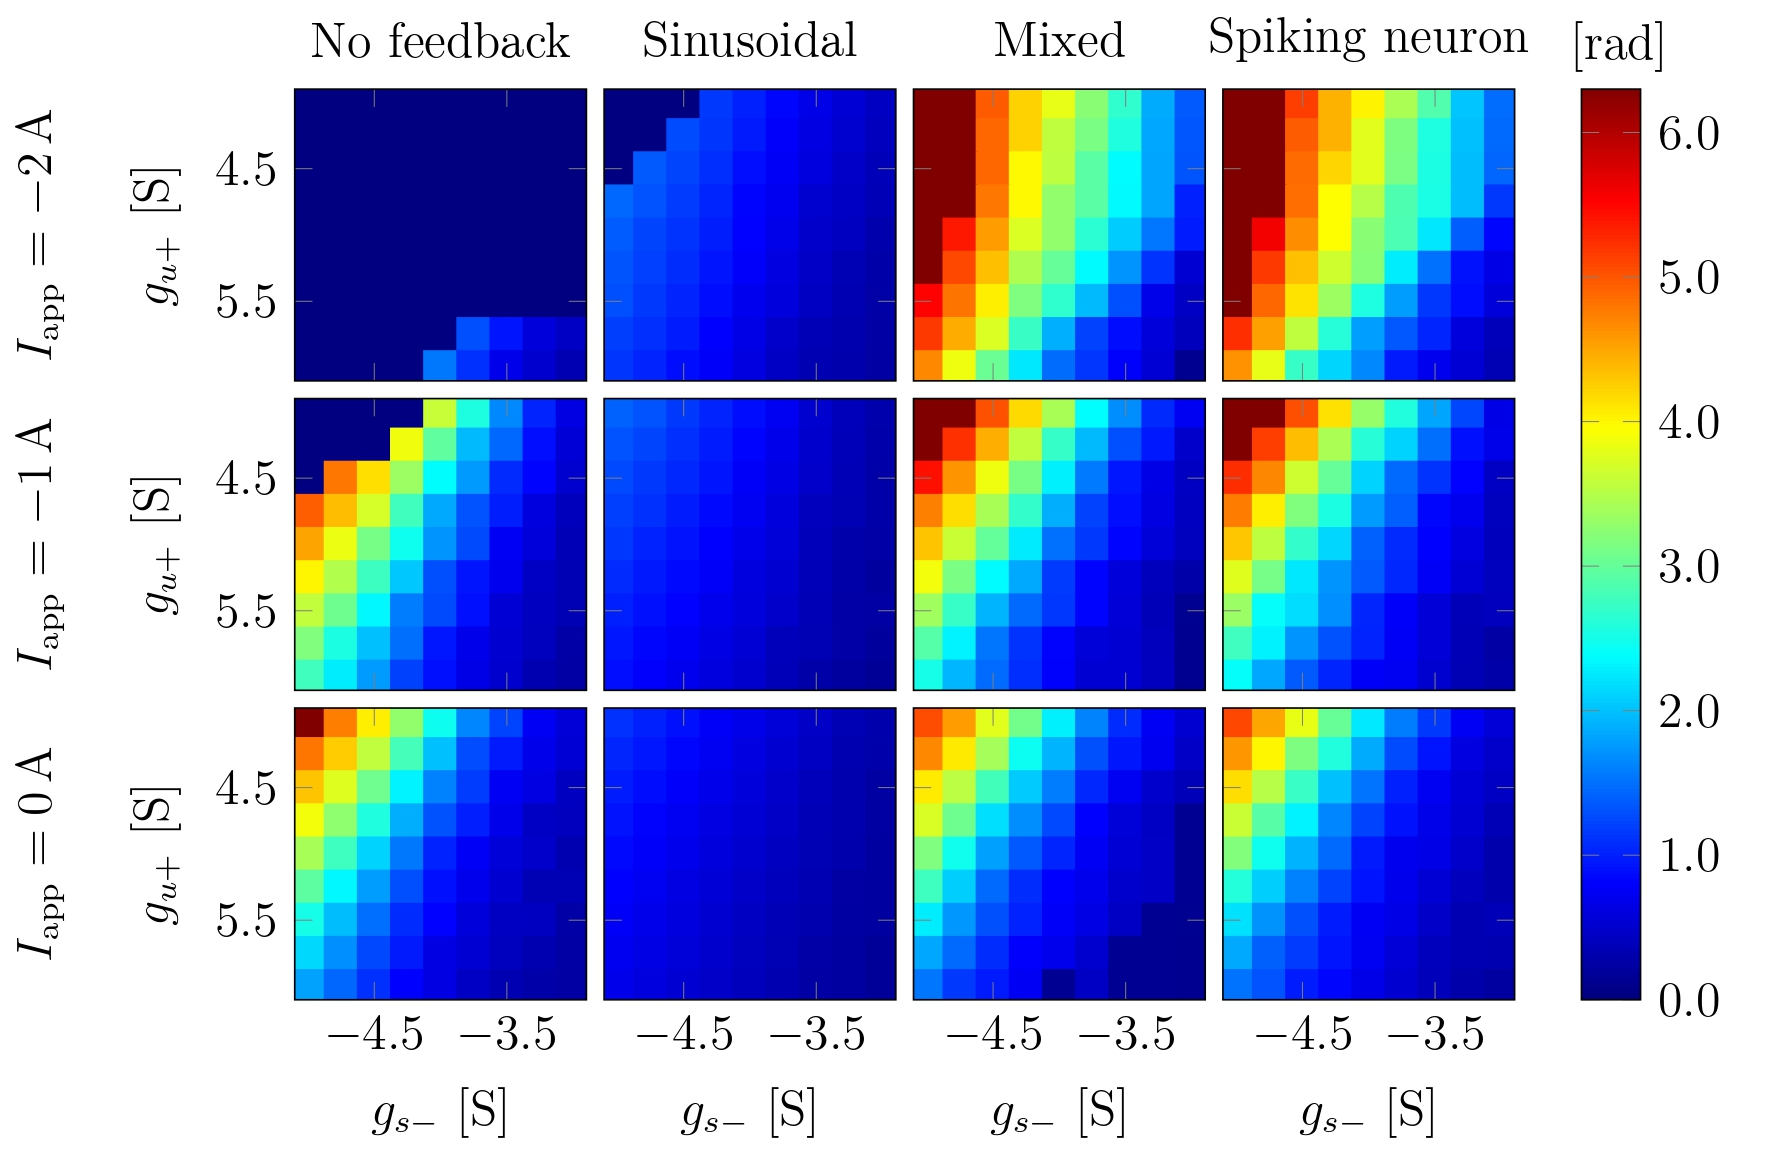 No feedback Sinusoidal Mixed Spiking neuron [rad]
I_app = −2 A
g_u+ [S]
4.5
5.5
I_app = −1 A
g_u+ [S]
4.5
5.5
I_app = 0 A
g_u+ [S]
4.5
5.5
6.0
5.0
4.0
3.0
2.0
1.0
0.0
−4.5 −3.5 −4.5 −3.5 −4.5 −3.5 −4.5 −3.5
g_s− [S] g_s− [S] g_s− [S] g_s− [S]